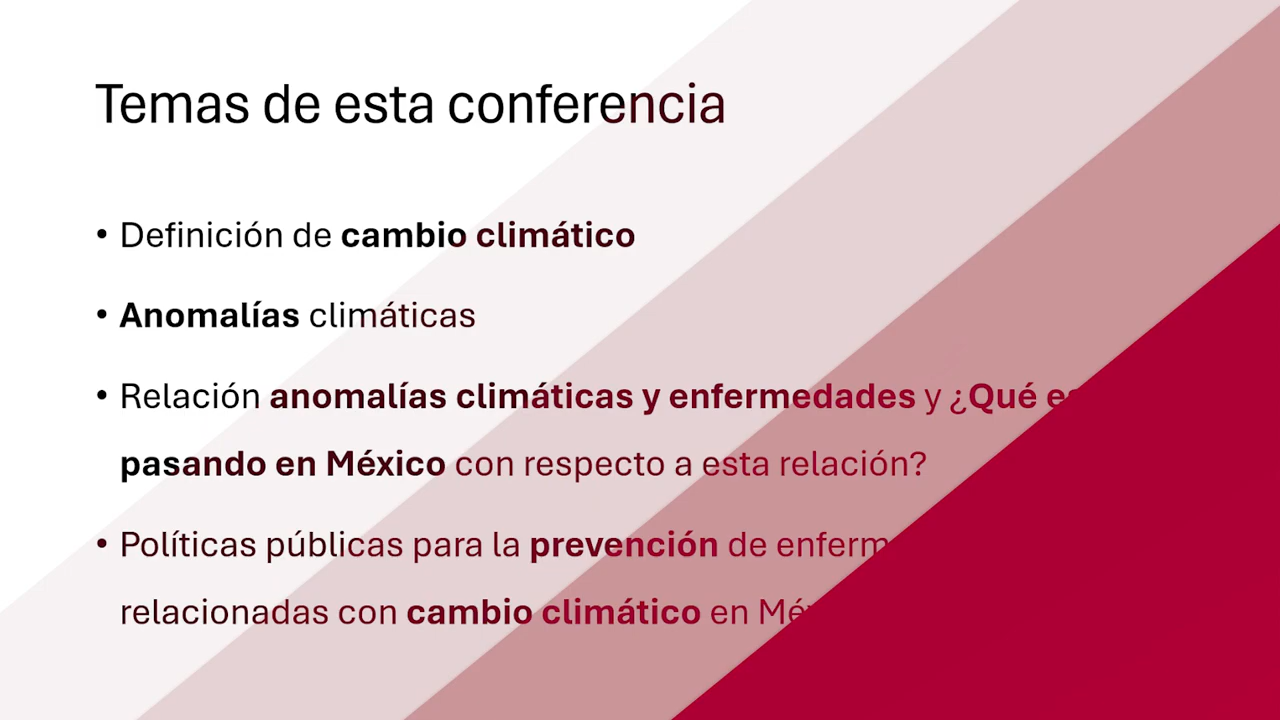 Temas de esta conferencia
• Definición de cambio climático
• Anomalías climáticas
• Relación anomalías climáticas y enfermedades y ¿Qué
pasando en México con respecto a esta relación?
• Políticas públicas para la prevención de
relacionadas con cambio climático en